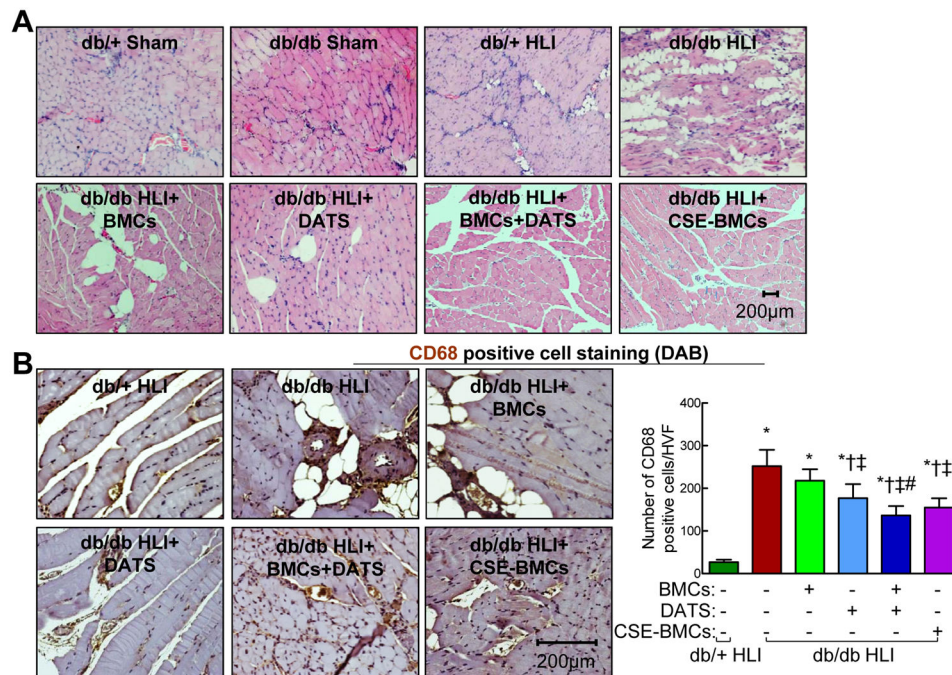 A
db/+ Sham
db/db Sham
db/+ HLI
db/db HLI
db/db HLI+
BMCs
db/db HLI+
DATS
db/db HLI+
BMCs+DATS
db/db HLI+
CSE-BMCs
200μm
B
CD68 positive cell staining (DAB)
db/+ HLI
db/db HLI
db/db HLI+
BMCs
db/db HLI+
DATS
db/db HLI+
BMCs+DATS
db/db HLI+
CSE-BMCs
200μm
Number of CD68
positive cells/HVF
400
300
200
100
0
*
*
*†‡
*†‡#
*†‡
BMCs: - - + - + -
DATS: - - - + + -
CSE-BMCs: - - - - - +
db/+ HLI
db/db HLI